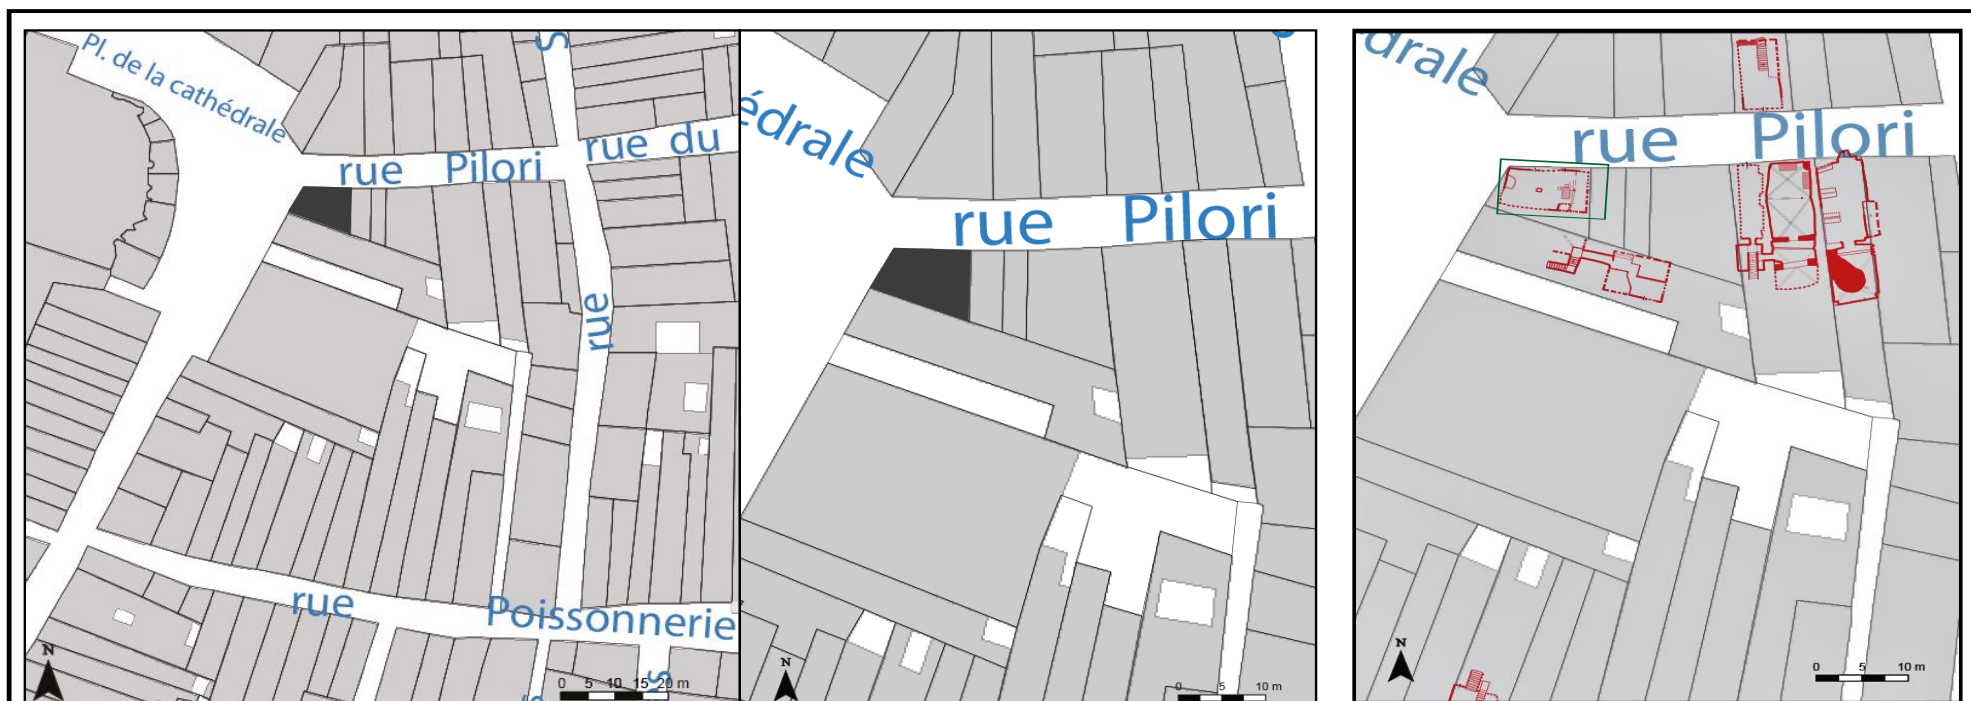 Pl. de la cathédrale
S
rue Pilori
rue du
rue
rue
Poissonnerie
N
0 5 10 15 20 m
édrale
rue Pilori
N
0 5 10 m
drale
rue Pilori
N
0 5 10 m